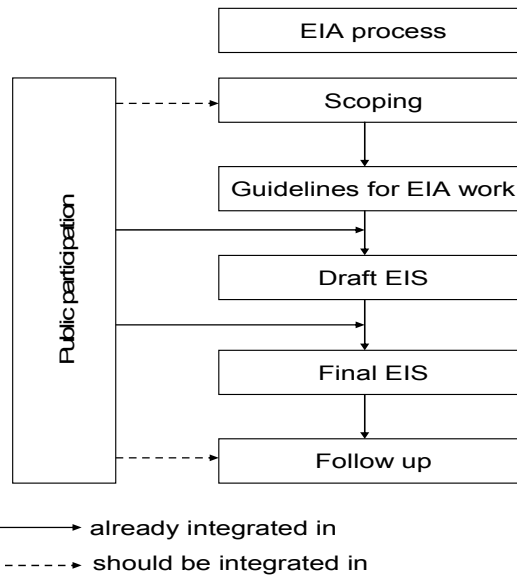 EIA process
Scoping
Guidelines for EIA work
Draft EIS
Final EIS
Follow up
Public participation
already integrated in
should be integrated in